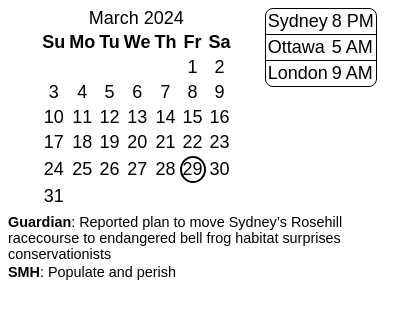 March 2024
Su Mo Tu We Th Fr Sa
1 2
3 4 5 6 7 8 9
10 11 12 13 14 15 16
17 18 19 20 21 22 23
24 25 26 27 28 29 30
31
Sydney 8 PM
Ottawa 5 AM
London 9 AM
Guardian: Reported plan to move Sydney’s Rosehill
racecourse to endangered bell frog habitat surprises
conservationists
SMH: Populate and perish